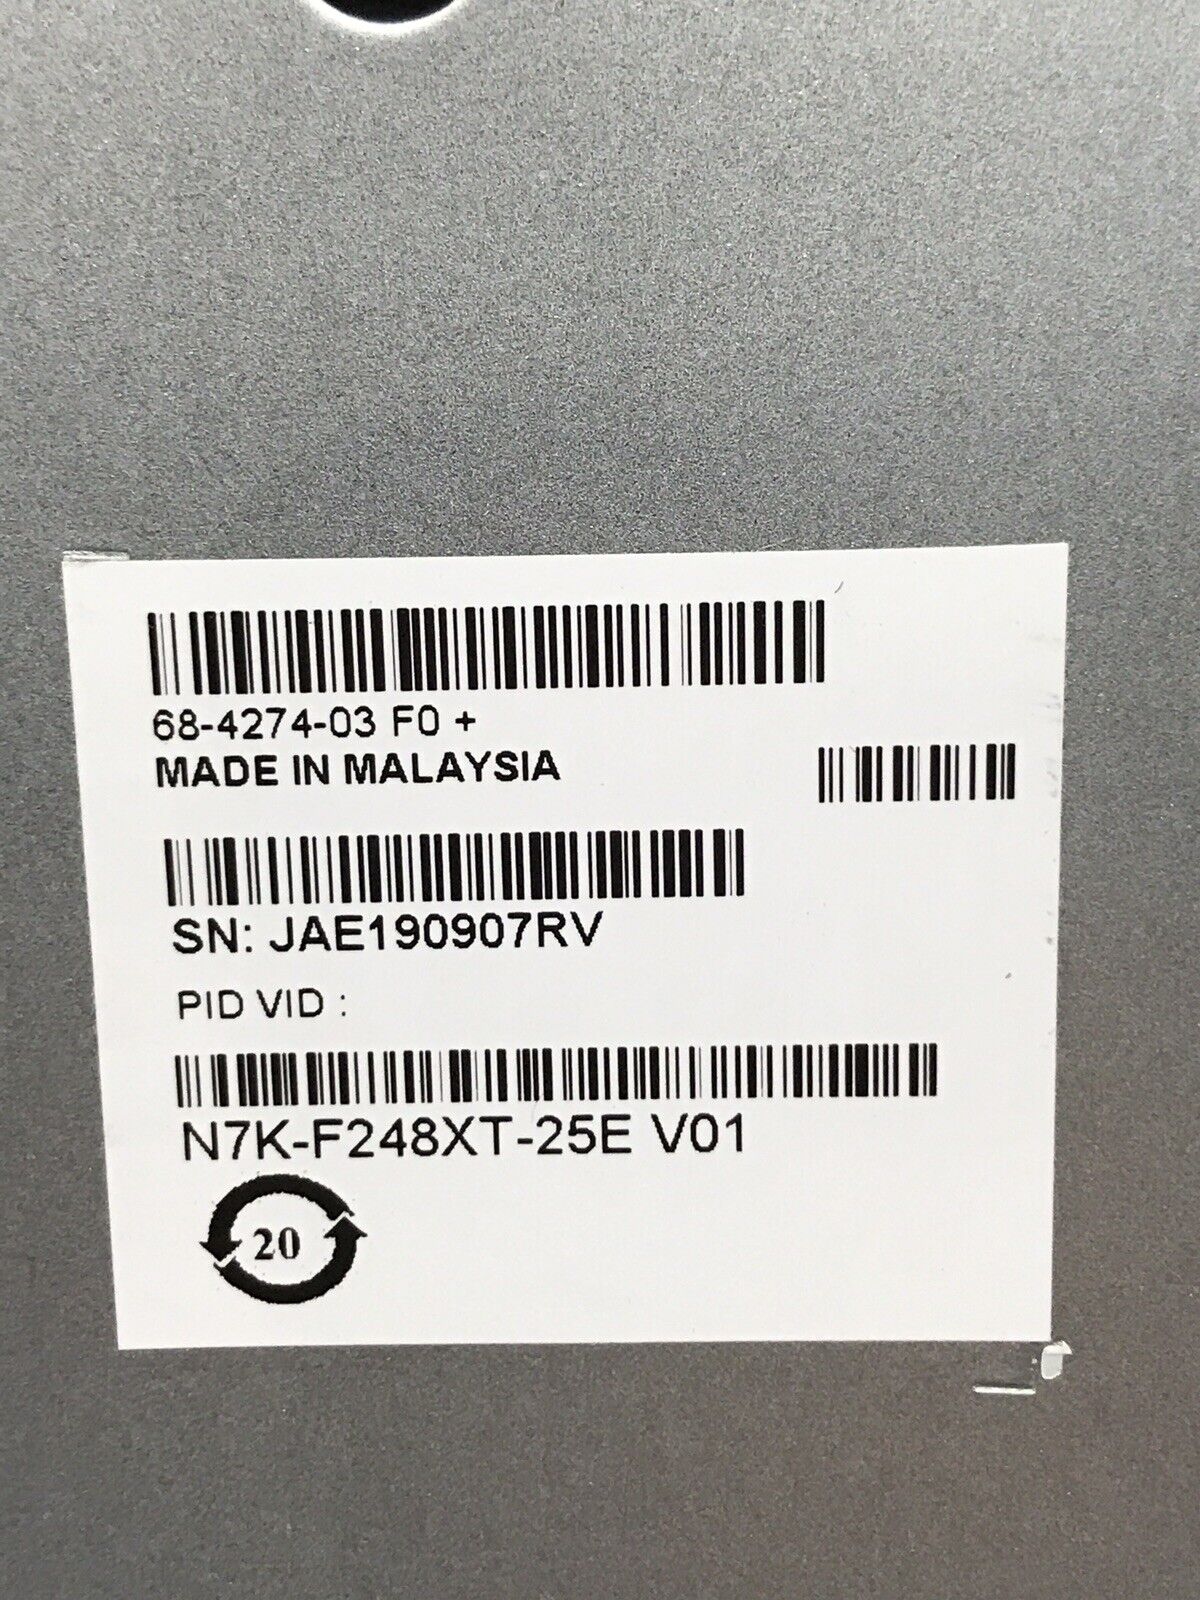 68-4274-03 F0 +
MADE IN MALAYSIA
SN: JAE190907RV
PID VID :
N7K-F248XT-25E V01
20